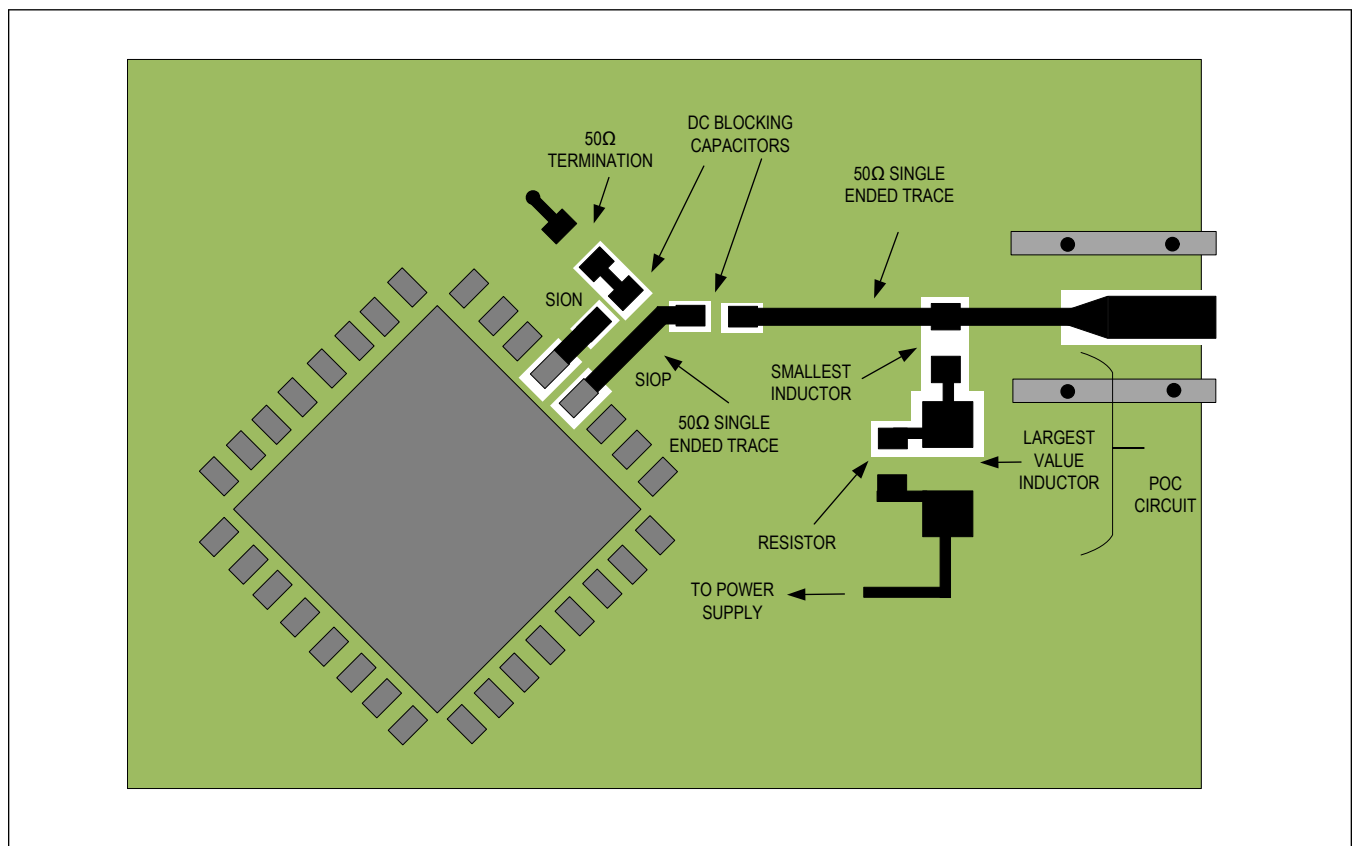 50Ω
TERMINATION
DC BLOCKING
CAPACITORS
50Ω SINGLE
ENDED TRACE
SION
SIOP
SMALLEST
INDUCTOR
50Ω SINGLE
ENDED TRACE
LARGEST
VALUE
INDUCTOR
POC
CIRCUIT
RESISTOR
TO POWER
SUPPLY